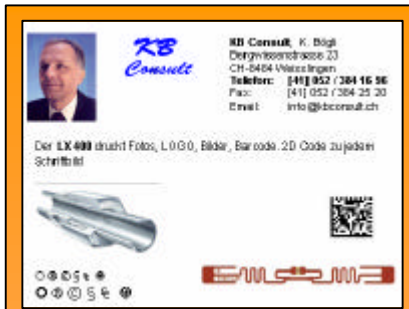 KB
Consult
KB Consult, K. Bögli
Bergwiesenstrasse 23
CH-8484 Weisslingen
Telefon: [41] 052 / 384 16 96
Fax: [41] 052 / 384 25 20
Email: info@kbconsult.ch
Der LX 400 druckt Fotos, LOGO, Bilder, Barcode. 2D Code zu jedem
Schriftbild